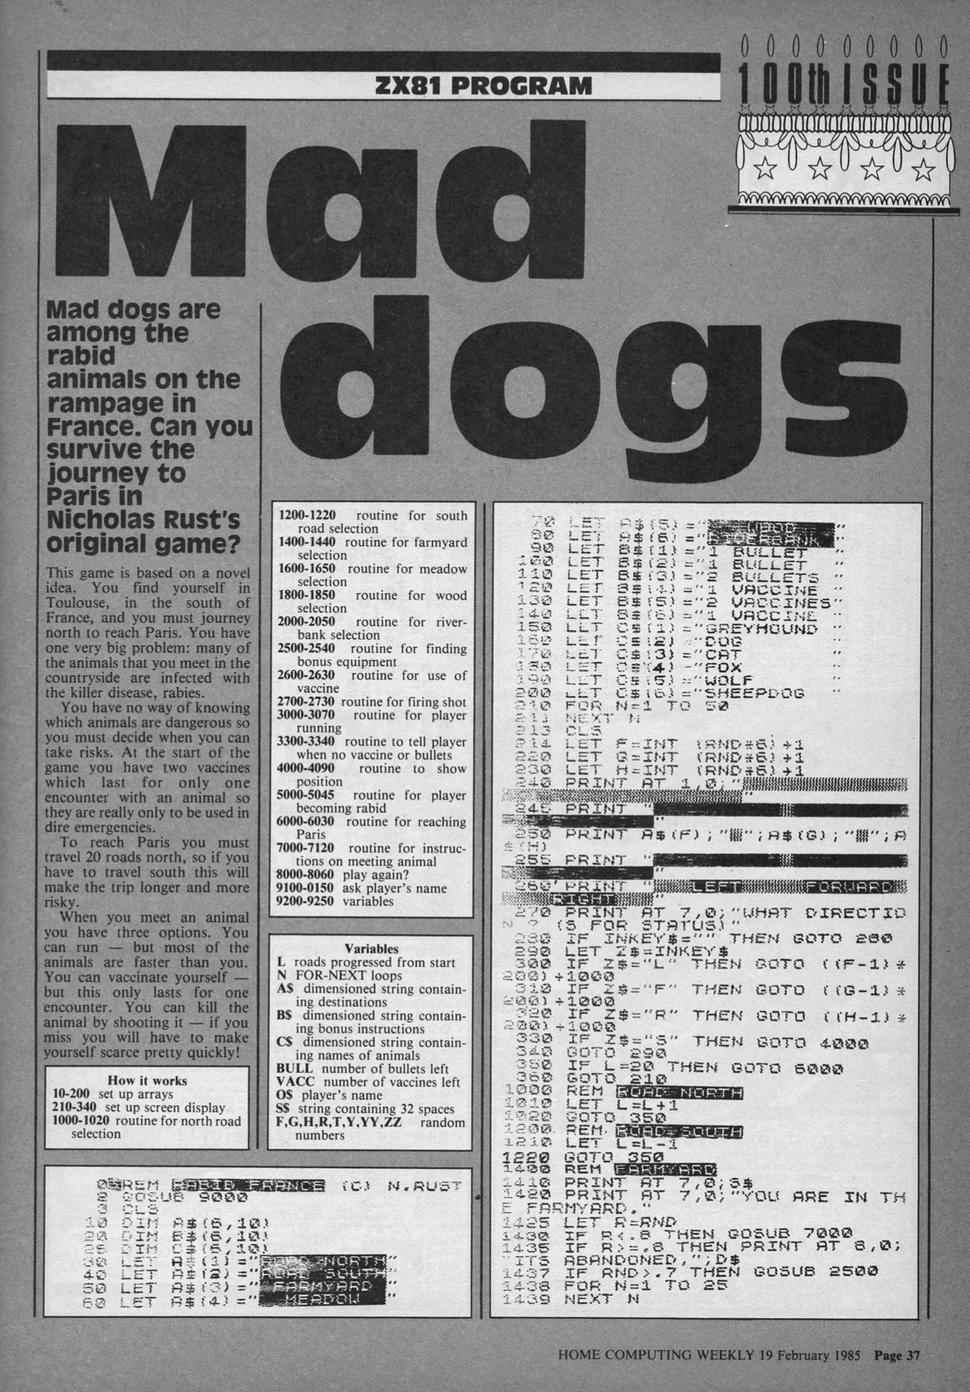 ZX81 PROGRAM
100th ISSUE
Mad
dogs
Mad dogs are
among the
rabid
animals on the
rampage in
France. Can you
survive the
journey to
Paris in
Nicholas Rust's
original game?
This game is based on a novel
idea. You find yourself in
Toulouse, in the south of
France, and you must journey
north to reach Paris. You have
one very big problem: many of
the animals that you meet in the
countryside are infected with
the killer disease, rabies.
You have no way of knowing
which animals are dangerous so
you must decide when you can
take risks. At the start of the
game you have two vaccines
which last for only one
encounter with an animal so
they are really only to be used in
dire emergencies.
To reach Paris you must
travel 20 roads north, so if you
have to travel south this will
make the trip longer and more
risky.
When you meet an animal
you have three options. You
can run — but most of the
animals are faster than you.
You can vaccinate yourself —
but this only lasts for one
encounter. You can kill the
animal by shooting it — if you
miss you will have to make
yourself scarce pretty quickly!
How it works
10-200 set up arrays
210-340 set up screen display
1000-1020 routine for north road
selection
1200-1220 routine for south
road selection
1400-1440 routine for farmyard
selection
1600-1650 routine for meadow
selection
1800-1850 routine for wood
selection
2000-2050 routine for river-
bank selection
2500-2540 routine for finding
bonus equipment
2600-2630 routine for use of
vaccine
2700-2730 routine for firing shot
3000-3070 routine for player
running
3300-3340 routine to tell player
when no vaccine or bullets
4000-4090 routine to show
position
5000-5045 routine for player
becoming rabid
6000-6030 routine for reaching
Paris
7000-7120 routine for instruc-
tions on meeting animal
8000-8060 play again?
9100-0150 ask player's name
9200-9250 variables
Variables
L roads progressed from start
N FOR-NEXT loops
A$ dimensioned string contain-
ing destinations
B$ dimensioned string contain-
ing bonus instructions
C$ dimensioned string contain-
ing names of animals
BULL number of bullets left
VACC number of vaccines left
O$ player's name
S$ string containing 32 spaces
F,G,H,R,T,Y,YY,ZZ random
numbers
REM RABID FRANCE (C) N.RUST
2 GOSUB 9000
3 CLS
10 DIM A$(6,10)
20 DIM B$(6,10)
25 DIM C$(6,10)
30 LET A$(1)="ROAD NORTH"
40 LET A$(2)="ROAD SOUTH"
50 LET A$(3)=" FARMYARD "
60 LET A$(4)="  MEADOW  "
70 LET A$(5)="   WOOD   "
80 LET A$(6)="RIVERBANK "
90 LET B$(1)="1 BULLET  "
100 LET B$(2)="1 BULLET  "
110 LET B$(3)="2 BULLETS "
120 LET B$(4)="1 VACCINE "
130 LET B$(5)="2 VACCINES"
140 LET B$(6)="1 VACCINE "
150 LET C$(1)="GREYHOUND "
160 LET C$(2)="DOG
170 LET C$(3)="CAT
180 LET C$(4)="FOX
190 LET C$(5)="WOLF
200 LET C$(6)="SHEEPDOG  "
210 FOR N=1 TO 50
211 NEXT N
213 CLS
214 LET F=INT (RND*6)+1
220 LET G=INT (RND*6)+1
230 LET H=INT (RND*6)+1
240 PRINT AT 1,0;"
245 PRINT "
250 PRINT A$(F);"▒";A$(G);"▒";A
$(H)
255 PRINT "
260 PRINT " LEFT FORWARD
RIGHT "
270 PRINT AT 7,0;"WHAT DIRECTIO
N ? (S FOR STATUS)"
280 IF INKEY$="" THEN GOTO 280
290 LET Z$=INKEY$
300 IF Z$="L" THEN GOTO ((F-1)*
200)+1000
310 IF Z$="F" THEN GOTO ((G-1)*
200)+1000
320 IF Z$="R" THEN GOTO ((H-1)*
200)+1000
330 IF Z$="S" THEN GOTO 4000
340 GOTO 290
350 IF L=20 THEN GOTO 6000
360 GOTO 210
1000 REM ROAD NORTH
1010 LET L=L+1
1020 GOTO 350
1200 REM ROAD SOUTH
1210 LET L=L-1
1220 GOTO 350
1400 REM FARMYARD
1410 PRINT AT 7,0;S$
1420 PRINT AT 7,0;"YOU ARE IN TH
E FARMYARD."
1425 LET R=RND
1430 IF R<.8 THEN GOSUB 7000
1435 IF R>=.8 THEN PRINT AT 8,0;
"ITS ABANDONED,";O$
1437 IF RND>.7 THEN GOSUB 2500
1438 FOR N=1 TO 25
1439 NEXT N
HOME COMPUTING WEEKLY 19 February 1985 Page 37